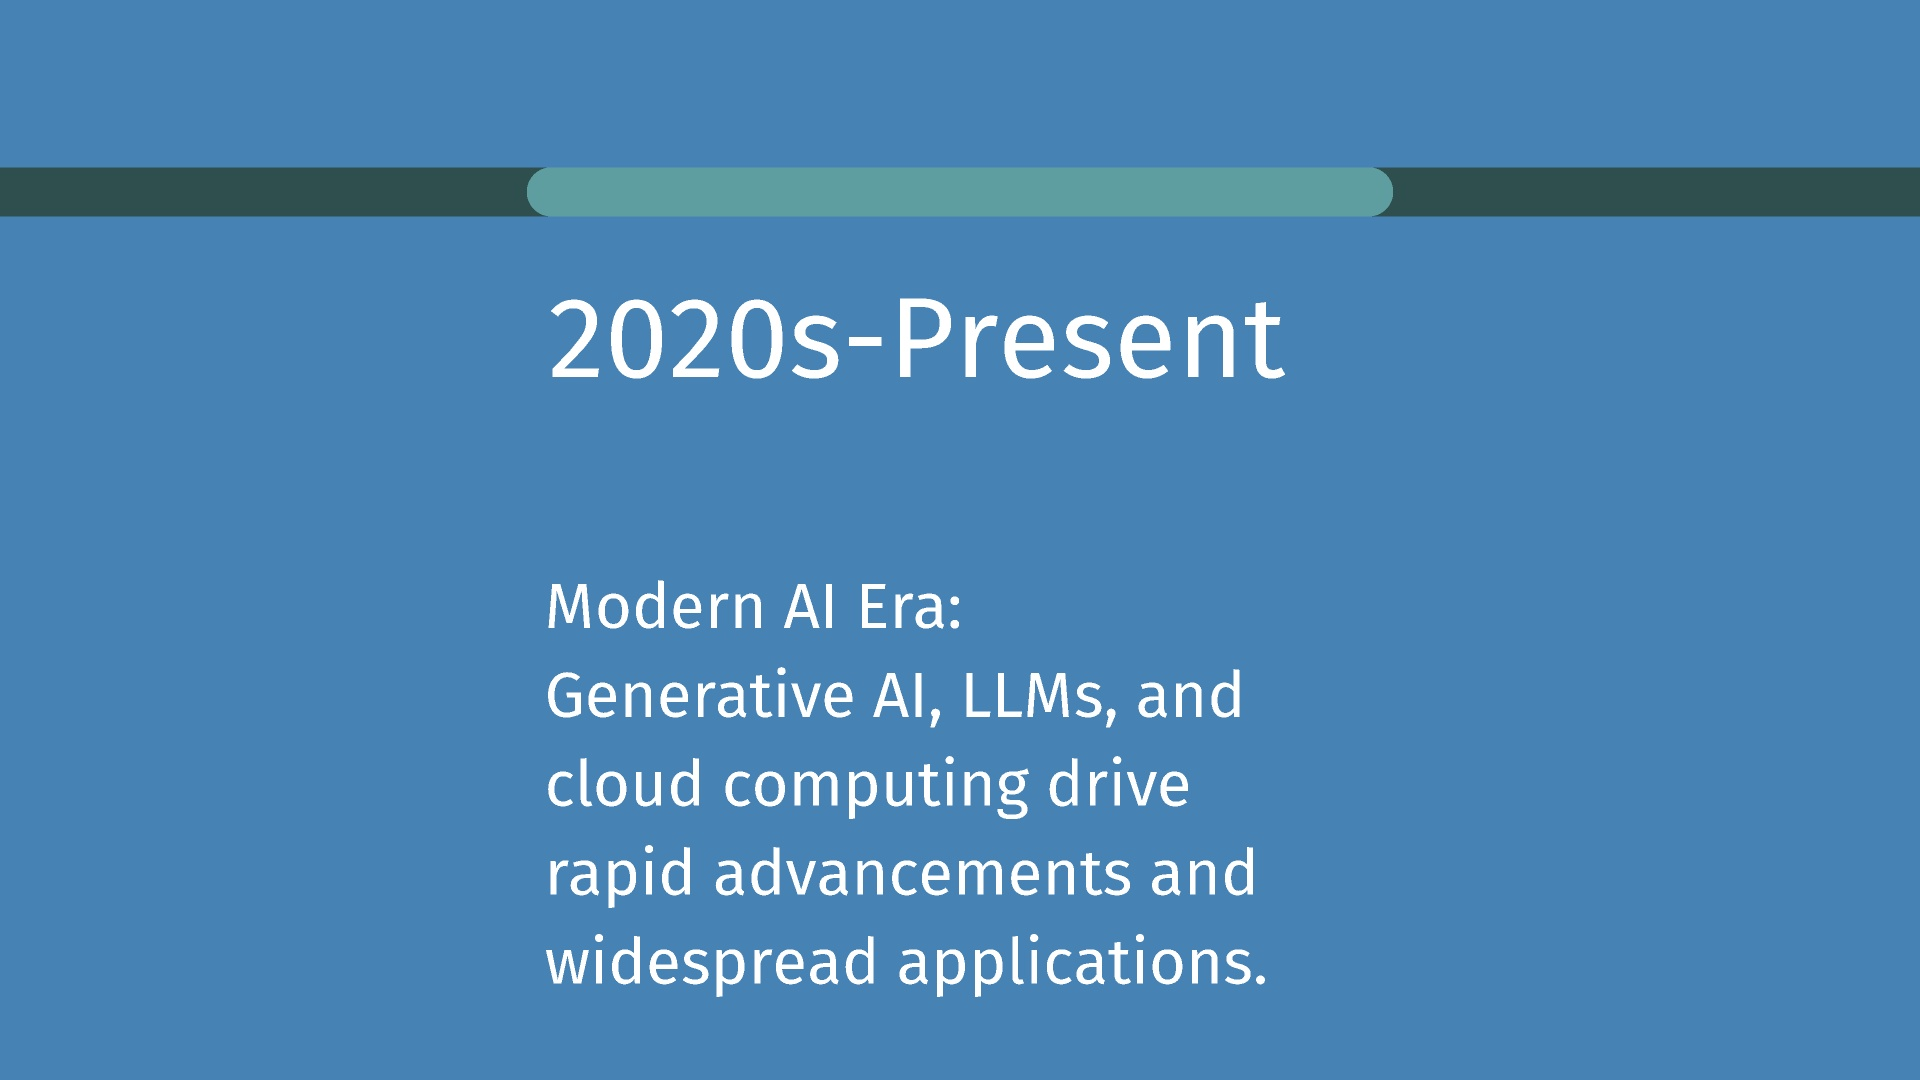 2020s-Present
Modern AI Era:
Generative AI, LLMs, and
cloud computing drive
rapid advancements and
widespread applications.